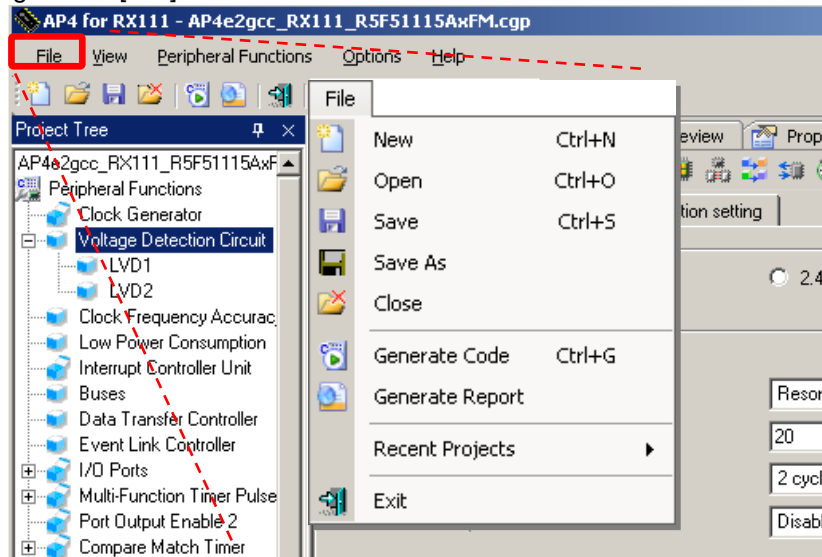 AP4 for RX111 - AP4e2gcc_RX111_R5F51115AxFM.cgp
File View Peripheral Functions Options Help
Project Tree
AP4e2gcc_RX111_R5F51115AxF
Peripheral Functions
Clock Generator
Voltage Detection Circuit
LVD1
LVD2
Clock Frequency Accurac
Low Power Consumption
Interrupt Controller Unit
Buses
Data Transfer Controller
Event Link Controller
I/O Ports
Multi-Function Timer Pulse
Port Output Enable 2
Compare Match Timer
File
New Ctrl+N
Open Ctrl+O
Save Ctrl+S
Save As
Close
Generate Code Ctrl+G
Generate Report
Recent Projects
Exit
eview Prop
tion setting
2.4
Reson
20
2 cycl
Disabl